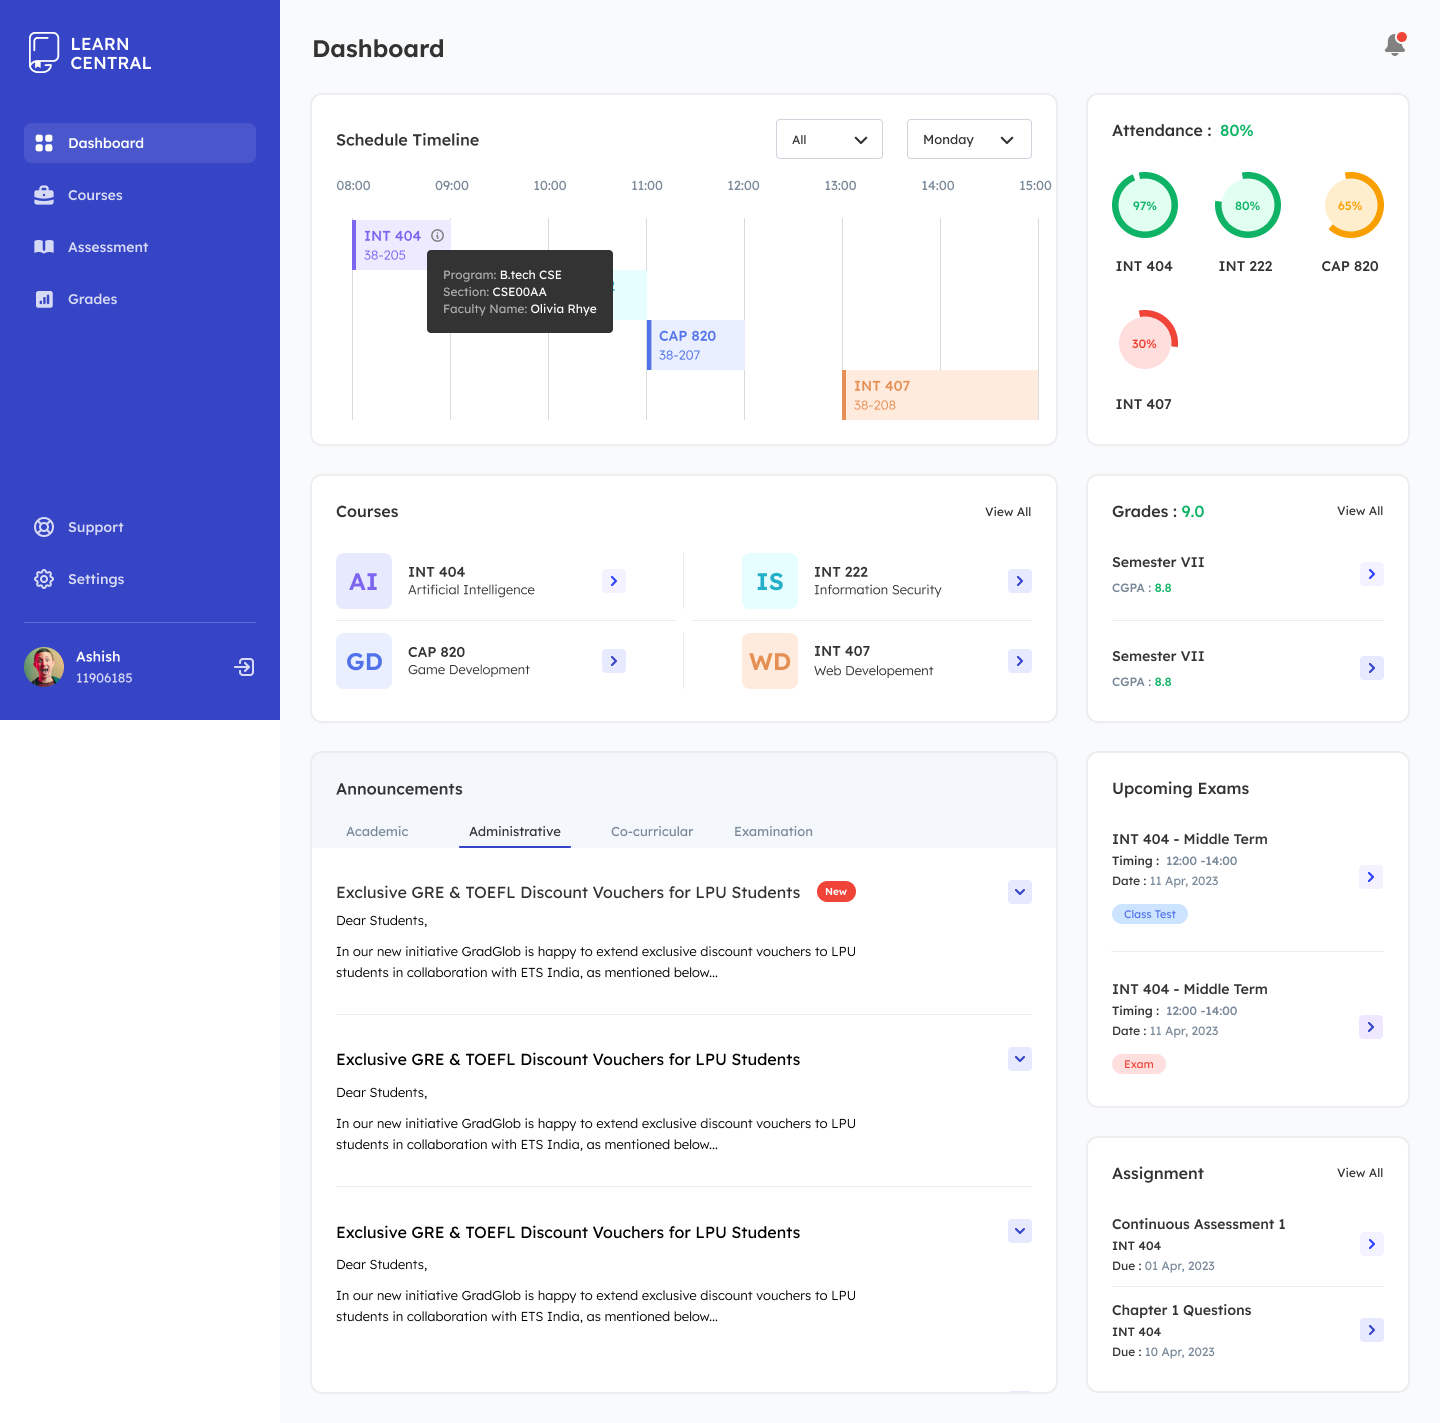 LEARN
CENTRAL
Dashboard
Courses
Assessment
Grades
Support
Settings
Ashish
11906185
Dashboard
Schedule Timeline
All
Monday
08:00 09:00 10:00 11:00 12:00 13:00 14:00 15:00
INT 404
38-205
Program: B.tech CSE
Section: CSE00AA
Faculty Name: Olivia Rhye
CAP 820
38-207
INT 407
38-208
Attendance : 80%
97% 80% 65%
INT 404 INT 222 CAP 820
30%
INT 407
Courses
View All
AI
INT 404
Artificial Intelligence
IS
INT 222
Information Security
GD
CAP 820
Game Development
WD
INT 407
Web Developement
Grades : 9.0
View All
Semester VII
CGPA : 8.8
Semester VII
CGPA : 8.8
Announcements
Academic Administrative Co-curricular Examination
Exclusive GRE & TOEFL Discount Vouchers for LPU Students New
Dear Students,
In our new initiative GradGlob is happy to extend exclusive discount vouchers to LPU
students in collaboration with ETS India, as mentioned below...
Exclusive GRE & TOEFL Discount Vouchers for LPU Students
Dear Students,
In our new initiative GradGlob is happy to extend exclusive discount vouchers to LPU
students in collaboration with ETS India, as mentioned below...
Exclusive GRE & TOEFL Discount Vouchers for LPU Students
Dear Students,
In our new initiative GradGlob is happy to extend exclusive discount vouchers to LPU
students in collaboration with ETS India, as mentioned below...
Upcoming Exams
INT 404 - Middle Term
Timing : 12:00 -14:00
Date : 11 Apr, 2023
Class Test
INT 404 - Middle Term
Timing : 12:00 -14:00
Date : 11 Apr, 2023
Exam
Assignment
View All
Continuous Assessment 1
INT 404
Due : 01 Apr, 2023
Chapter 1 Questions
INT 404
Due : 10 Apr, 2023